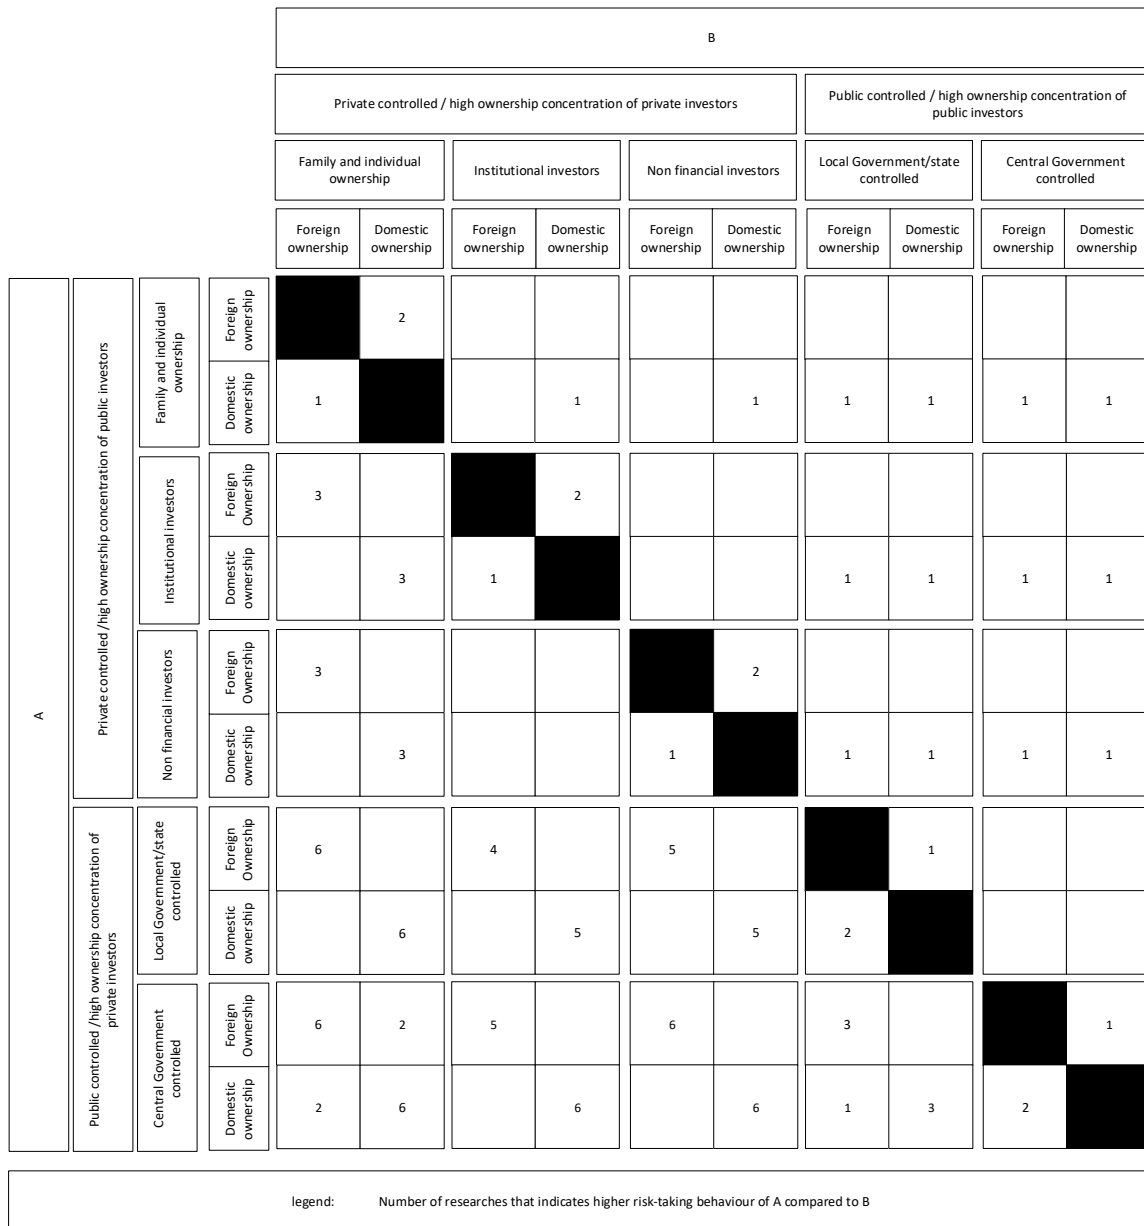 B
Private controlled / high ownership concentration of private investors
Public controlled / high ownership concentration of
public investors
Family and individual
ownership
Institutional investors
Non financial investors
Local Government/state
controlled
Central Government
controlled
Foreign
ownership
Domestic
ownership
Foreign
ownership
Domestic
ownership
Foreign
ownership
Domestic
ownership
Foreign
ownership
Domestic
ownership
Foreign
ownership
Domestic
ownership
A
Private controlled /high ownership concentration of public investors
Family and individual
ownership
Foreign
ownership
2
Domestic
ownership
1 1 1 1 1 1 1
Institutional investors
Foreign
Ownership
3 2
Domestic
ownership
3 1 1 1 1 1
Non financial investors
Foreign
Ownership
3 2
Domestic
ownership
3 1 1 1 1 1
Public controlled /high ownership concentration of
private investors
Local Government/state
controlled
Foreign
Ownership
6 4 5 1
Domestic
ownership
6 5 5 2
Central Government
controlled
Foreign
Ownership
6 2 5 6 3 1
Domestic
ownership
2 6 6 6 1 3 2
legend: Number of researches that indicates higher risk-taking behaviour of A compared to B